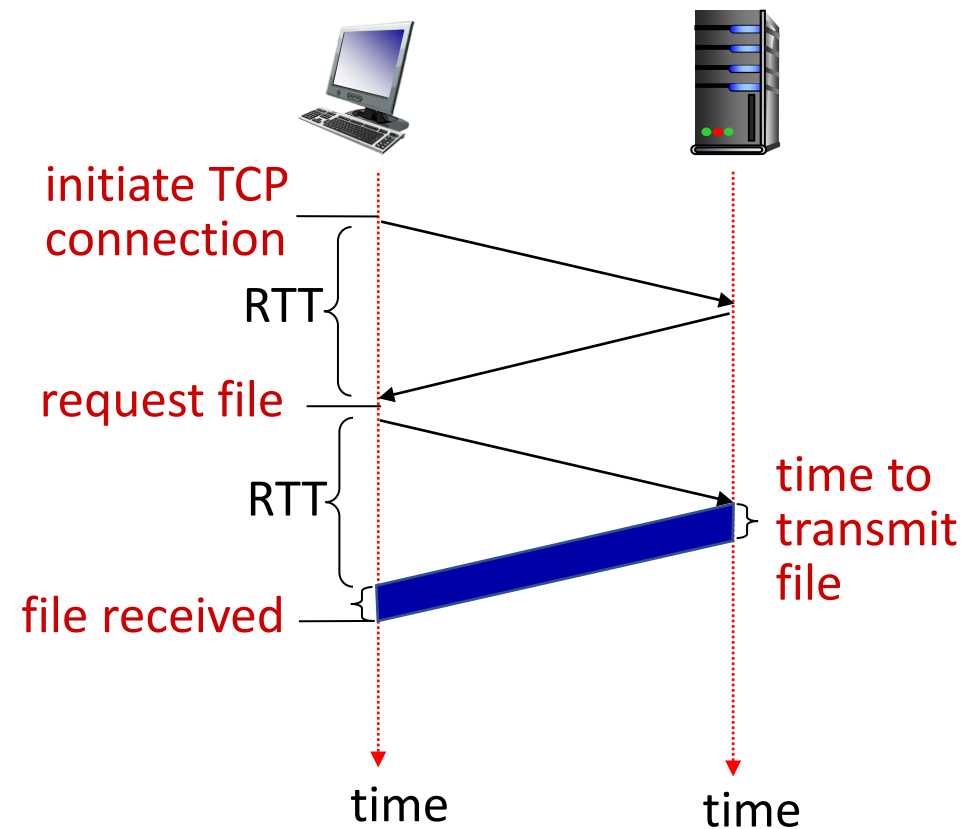 initiate TCP
connection
RTT
request file
RTT
time to
transmit
file
file received
time
time